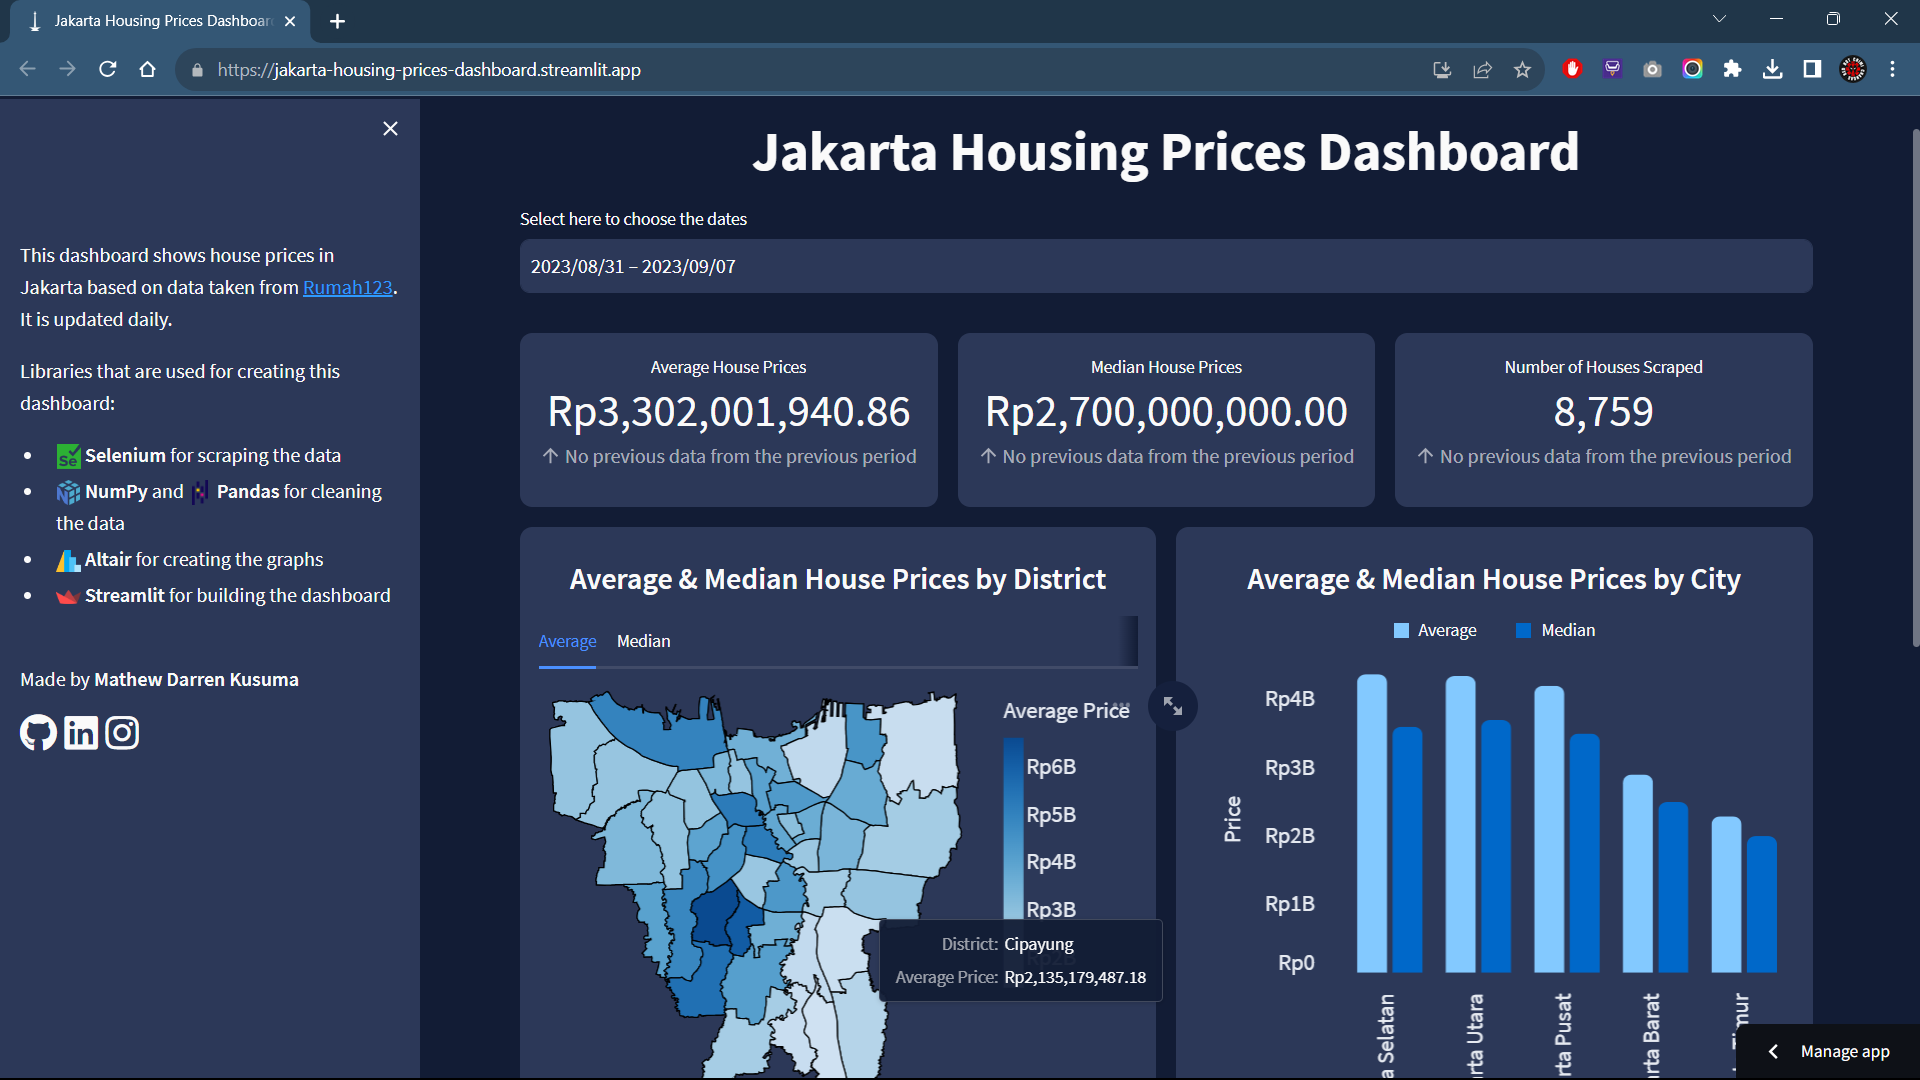 Jakarta Housing Prices Dashboar
https://jakarta-housing-prices-dashboard.streamlit.app
This dashboard shows house prices in
Jakarta based on data taken from Rumah123.
It is updated daily.
Libraries that are used for creating this
dashboard:
Selenium for scraping the data
NumPy and Pandas for cleaning
the data
Altair for creating the graphs
Streamlit for building the dashboard
Made by Mathew Darren Kusuma
Jakarta Housing Prices Dashboard
Select here to choose the dates
2023/08/31 – 2023/09/07
Average House Prices
Rp3,302,001,940.86
↑ No previous data from the previous period
Median House Prices
Rp2,700,000,000.00
↑ No previous data from the previous period
Number of Houses Scraped
8,759
↑ No previous data from the previous period
Average & Median House Prices by District
Average Median
Average Price
Rp6B
Rp5B
Rp4B
Rp3B
Rp2B
District: Cipayung
Average Price: Rp2,135,179,487.18
Average & Median House Prices by City
Average Median
Price
Rp4B
Rp3B
Rp2B
Rp1B
Rp0
a Selatan
rta Utara
rta Pusat
rta Barat
Manage app